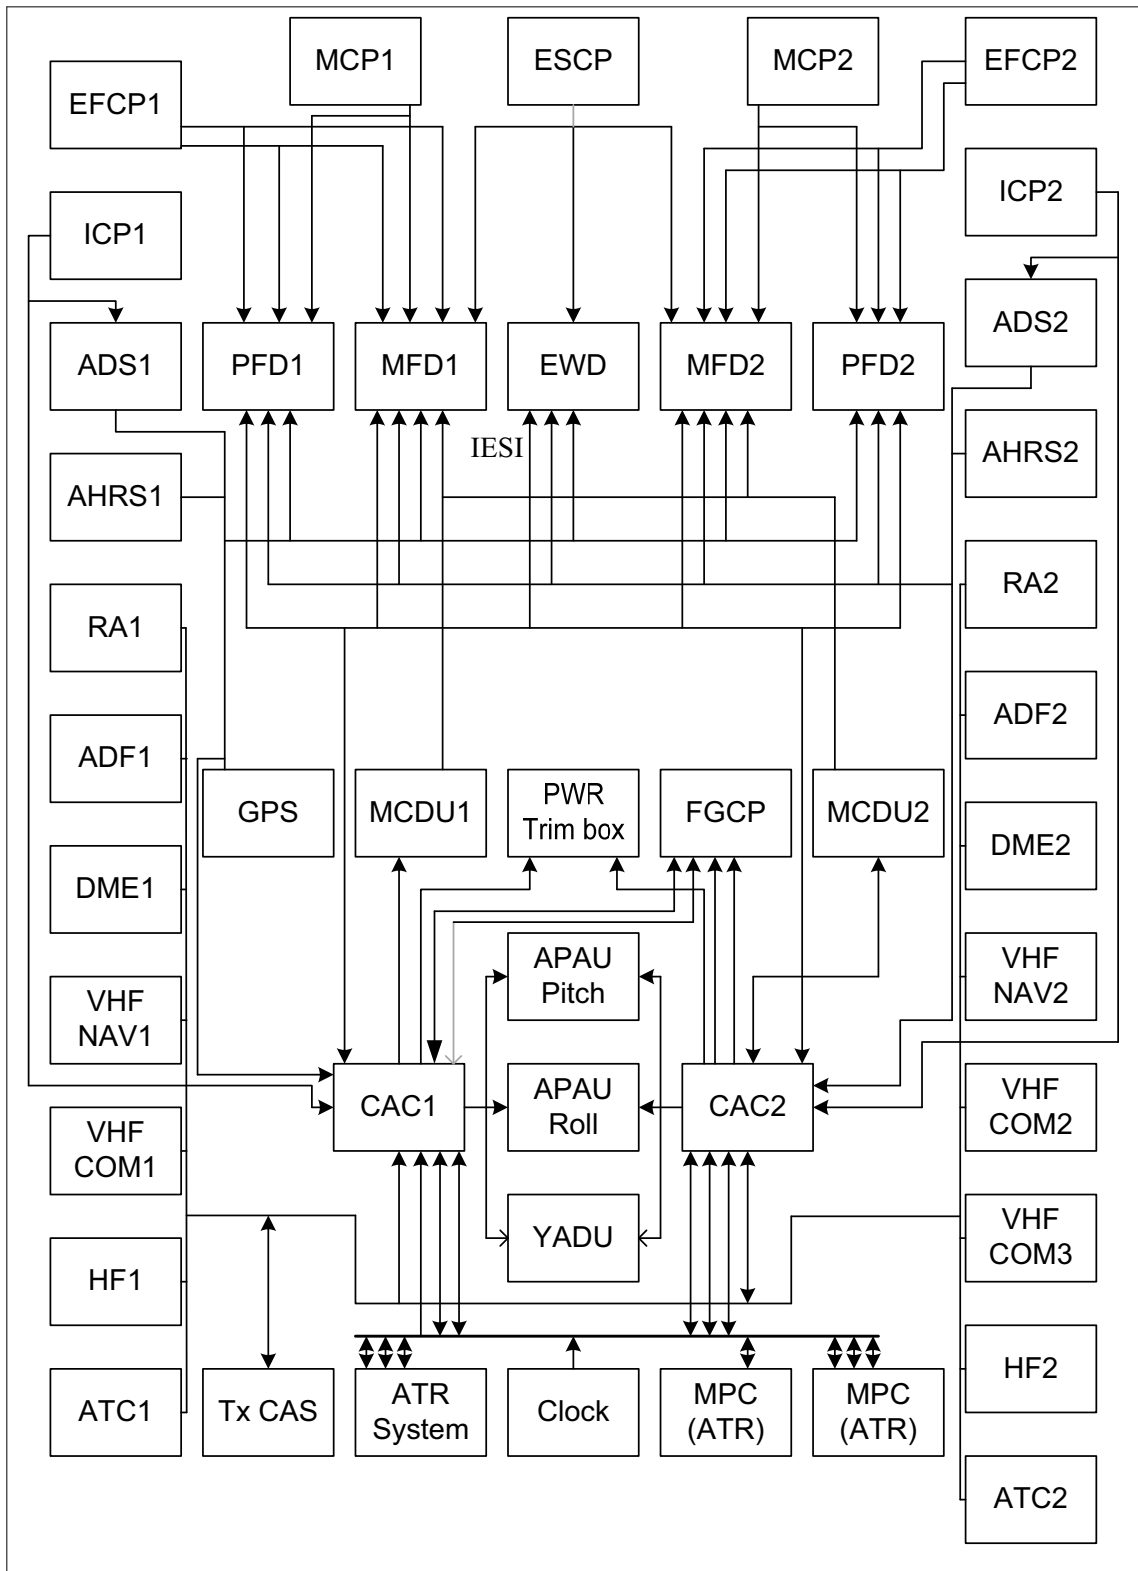 MCP1
ESCP
MCP2
EFCP2
EFCP1
ICP2
ICP1
ADS2
ADS1
PFD1
MFD1
EWD
MFD2
PFD2
IESI
AHRS2
AHRS1
RA2
RA1
ADF2
ADF1
GPS
MCDU1
PWR
Trim box
FGCP
MCDU2
DME2
DME1
APAU
Pitch
VHF
NAV2
VHF
NAV1
CAC1
APAU
Roll
CAC2
VHF
COM2
VHF
COM1
YADU
VHF
COM3
HF1
HF2
ATC1
Tx CAS
ATR
System
Clock
MPC
(ATR)
MPC
(ATR)
ATC2